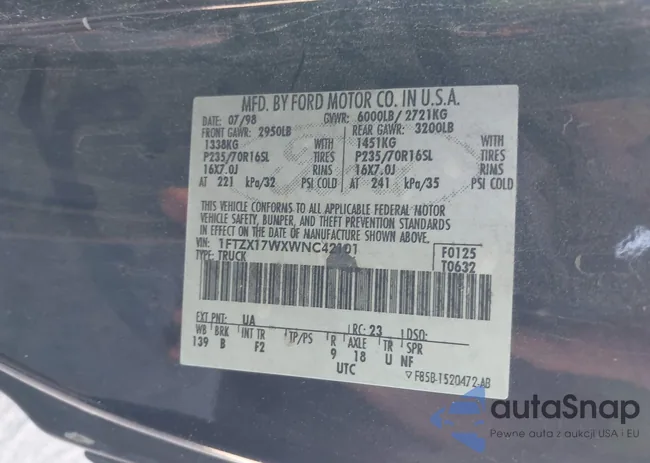 MFD. BY FORD MOTOR CO. IN U.S.A.
DATE: 07/98 GVWR: 6000LB/ 2721KG
FRONT GAWR: 2950LB REAR GAWR: 3200LB
1338KG WITH 1451KG WITH
P235/70R16SL TIRES P235/70R16SL TIRES
16X7.0J RIMS 16X7.0J RIMS
AT 221 kPa/32 PSI COLD AT 241 kPa/35 PSI COLD
THIS VEHICLE CONFORMS TO ALL APPLICABLE FEDERAL MOTOR
VEHICLE SAFETY, BUMPER, AND THEFT PREVENTION STANDARDS
IN EFFECT ON THE DATE OF MANUFACTURE SHOWN ABOVE.
VIN: 1FTZX17WXWNC42101
TYPE: TRUCK
F0125
T0632
EXT PNT: UA RC: 23 DSO:
WB BRK INT TR TP/PS R AXLE TR SPR
139 B F2 9 18 U NF
UTC
F85B-1520472-AB
autaSnap
Pewne auta z aukcji USA i EU